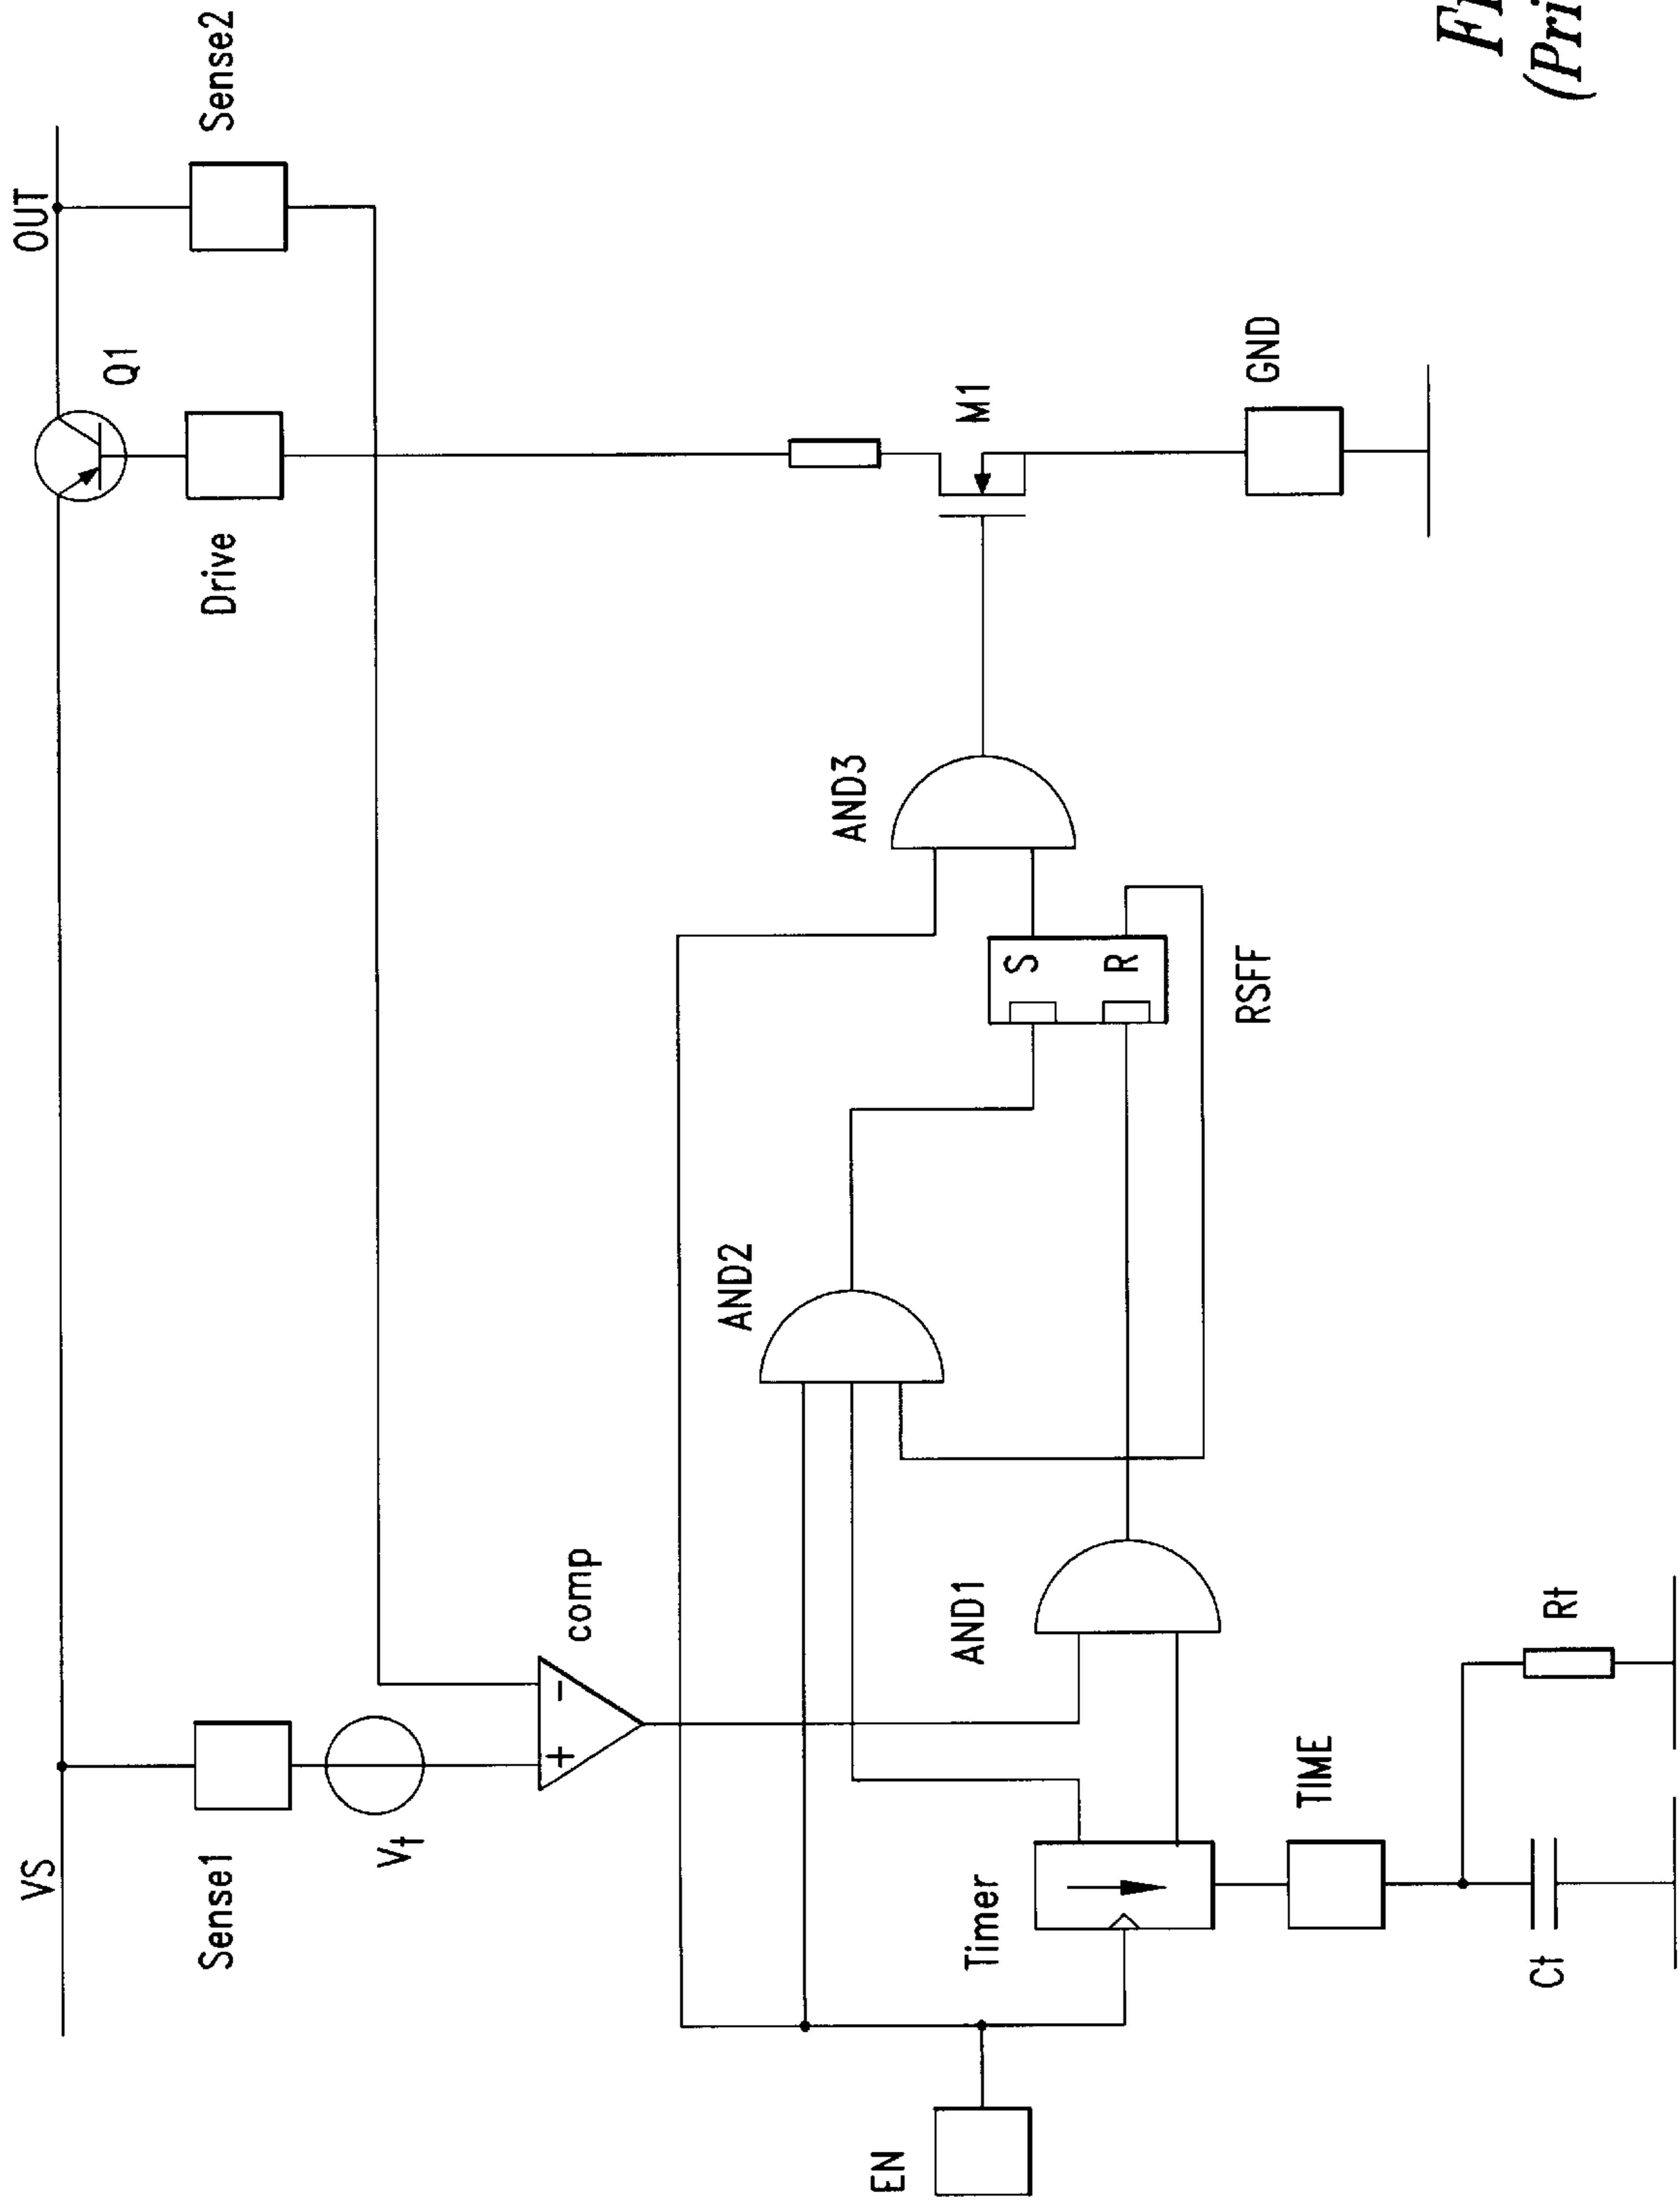 VS
OUT
Sense1
Vt
+
-
comp
Q1
Drive
Sense2
EN
Timer
AND1
AND2
AND3
S
R
RSFF
M1
GND
TIME
Ct
Rt